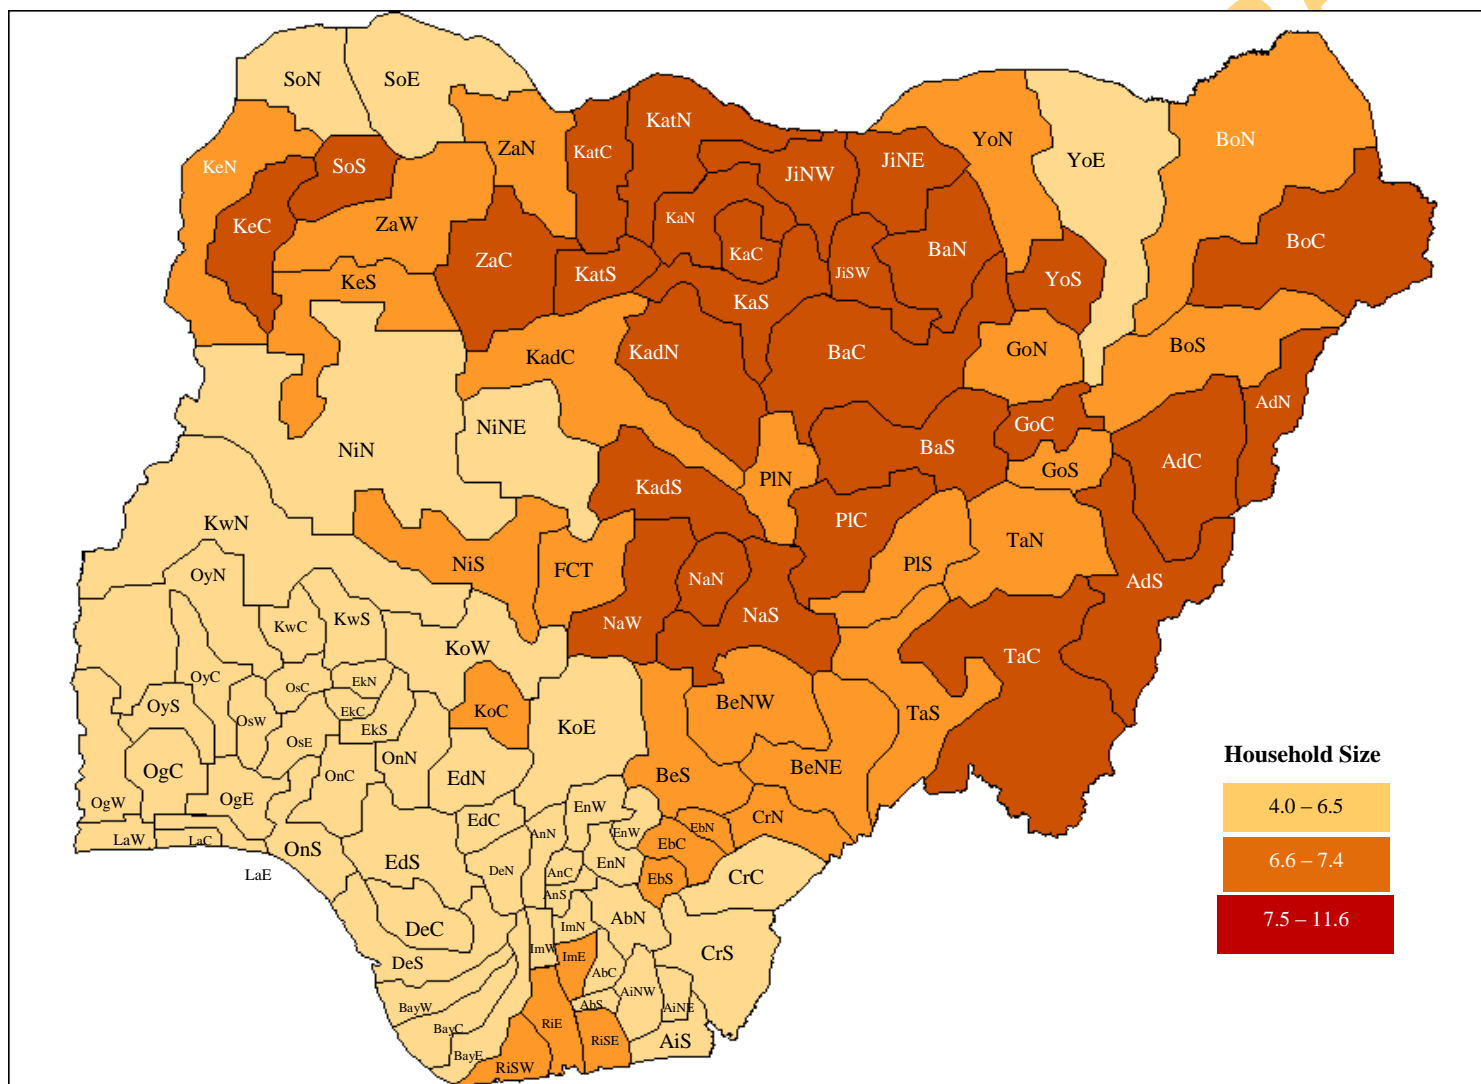 SoN
SoE
KatN
KatC
ZaN
YoN
BoN
YoE
KeN
SoS
JiNW
JiNE
KaN
KeC
ZaW
BoC
BaN
KaC
ZaC
KatS
JiSW
YoS
KeS
KaS
GoN
BoS
KadC
KadN
BaC
AdN
NiNE
GoC
NiN
BaS
AdC
GoS
PlN
KadS
PlC
KwN
TaN
NiS
FCT
PlS
OyN
NaN
AdS
NaS
KwC
KwS
NaW
KoW
TaC
OyC
OsC
EkN
OyS
EkC
KoC
BeNW
TaS
OsW
EkS
KoE
OsE
OnN
Household Size
OgC
OnC
EdN
BeS
BeNE
OgW
OgE
EnW
4.0 – 6.5
EdC
CrN
EbN
LaW
LaC
AnN
EnW
EbC
OnS
EdS
EnN
6.6 – 7.4
LaE
DeN
AnC
EbS
CrC
AnS
7.5 – 11.6
DeC
ImN
AbN
ImW
ImE
CrS
DeS
AbC
AiNW
BayW
AbS
AiNE
BayC
RiE
BayE
RiSE
AiS
RiSW